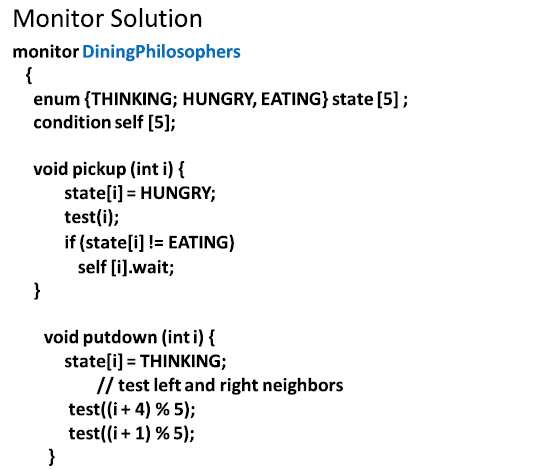 Monitor Solution
monitor DiningPhilosophers
{
enum {THINKING; HUNGRY, EATING} state [5] ;
condition self [5];
void pickup (int i) {
state[i] = HUNGRY;
test(i);
if (state[i] != EATING)
self [i].wait;
}
void putdown (int i) {
state[i] = THINKING;
// test left and right neighbors
test((i + 4) % 5);
test((i + 1) % 5);
}